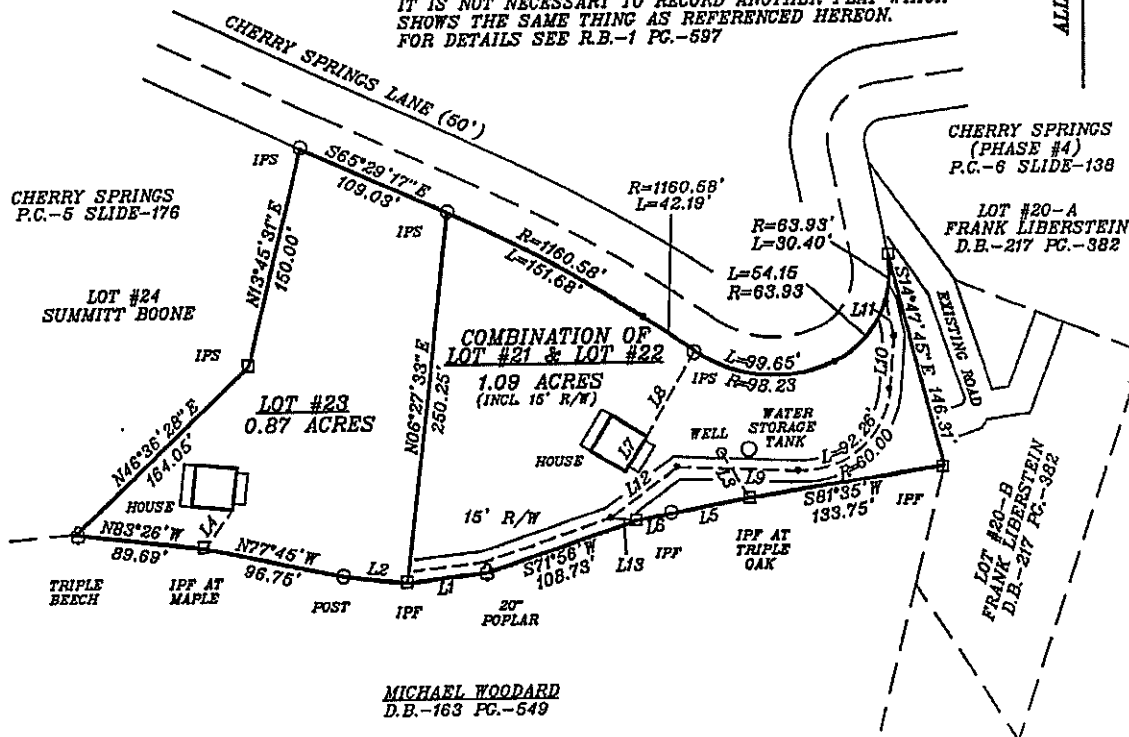 SHOWS THE SAME THING AS REFERENCED HEREON.
FOR DETAILS SEE R.B.-1 PG.-597
CHERRY SPRINGS LANE (50')
IPS
S65°29'17"E
109.03'
IPS
CHERRY SPRINGS
P.C.-5 SLIDE-176
N13°45'31"E
150.00'
LOT #24
SUMMITT BOONE
IPS
R=1160.58'
L=151.68'
R=1160.58'
L=42.19'
R=63.93'
L=30.40'
L=54.15
R=63.93
CHERRY SPRINGS
(PHASE #4)
P.C.-6 SLIDE-138
LOT #20-A
FRANK LIBERSTEIN
D.B.-217 PG.-382
S14°47'45"E 146.37'
EXISTING ROAD
L11
L10
COMBINATION OF
LOT #21 & LOT #22
1.09 ACRES
(INCL. 15' R/W)
IPS
L=99.65'
R=98.23
N06°27'33"E
250.25'
LOT #23
0.87 ACRES
N46°36'28"E
164.05'
HOUSE
L4
L8
L7
HOUSE
WELL
WATER
STORAGE
TANK
L3
L9
L=92.26'
R=60.00
L12
S81°35'W
133.75'
IPF
15' R/W
L6
L5
IPF
IPF AT
TRIPLE
OAK
L13
N83°26'W
89.69'
N77°45'W
96.75'
L2
L1
S71°56'W
108.73'
TRIPLE
BEECH
IPF AT
MAPLE
POST
IPF
20"
POPLAR
LOT #20-B
FRANK LIBERSTEIN
D.B.-217 PG.-382
MICHAEL WOODARD
D.B.-163 PG.-549